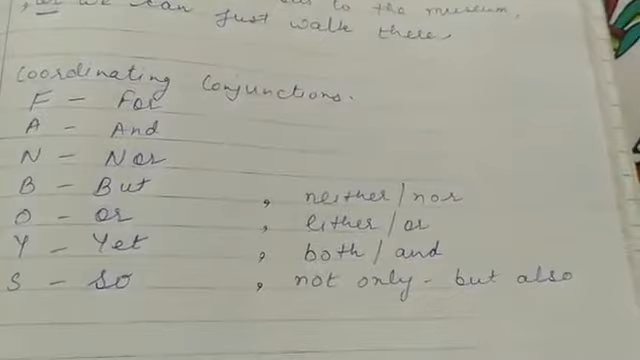 to the museum,
, or we can just walk there.
Coordinating Conjunctions.
F - For
A - And
N - Nor
B - But , neither / nor
O - or , either / or
Y - Yet , both / and
S - So , not only - but also